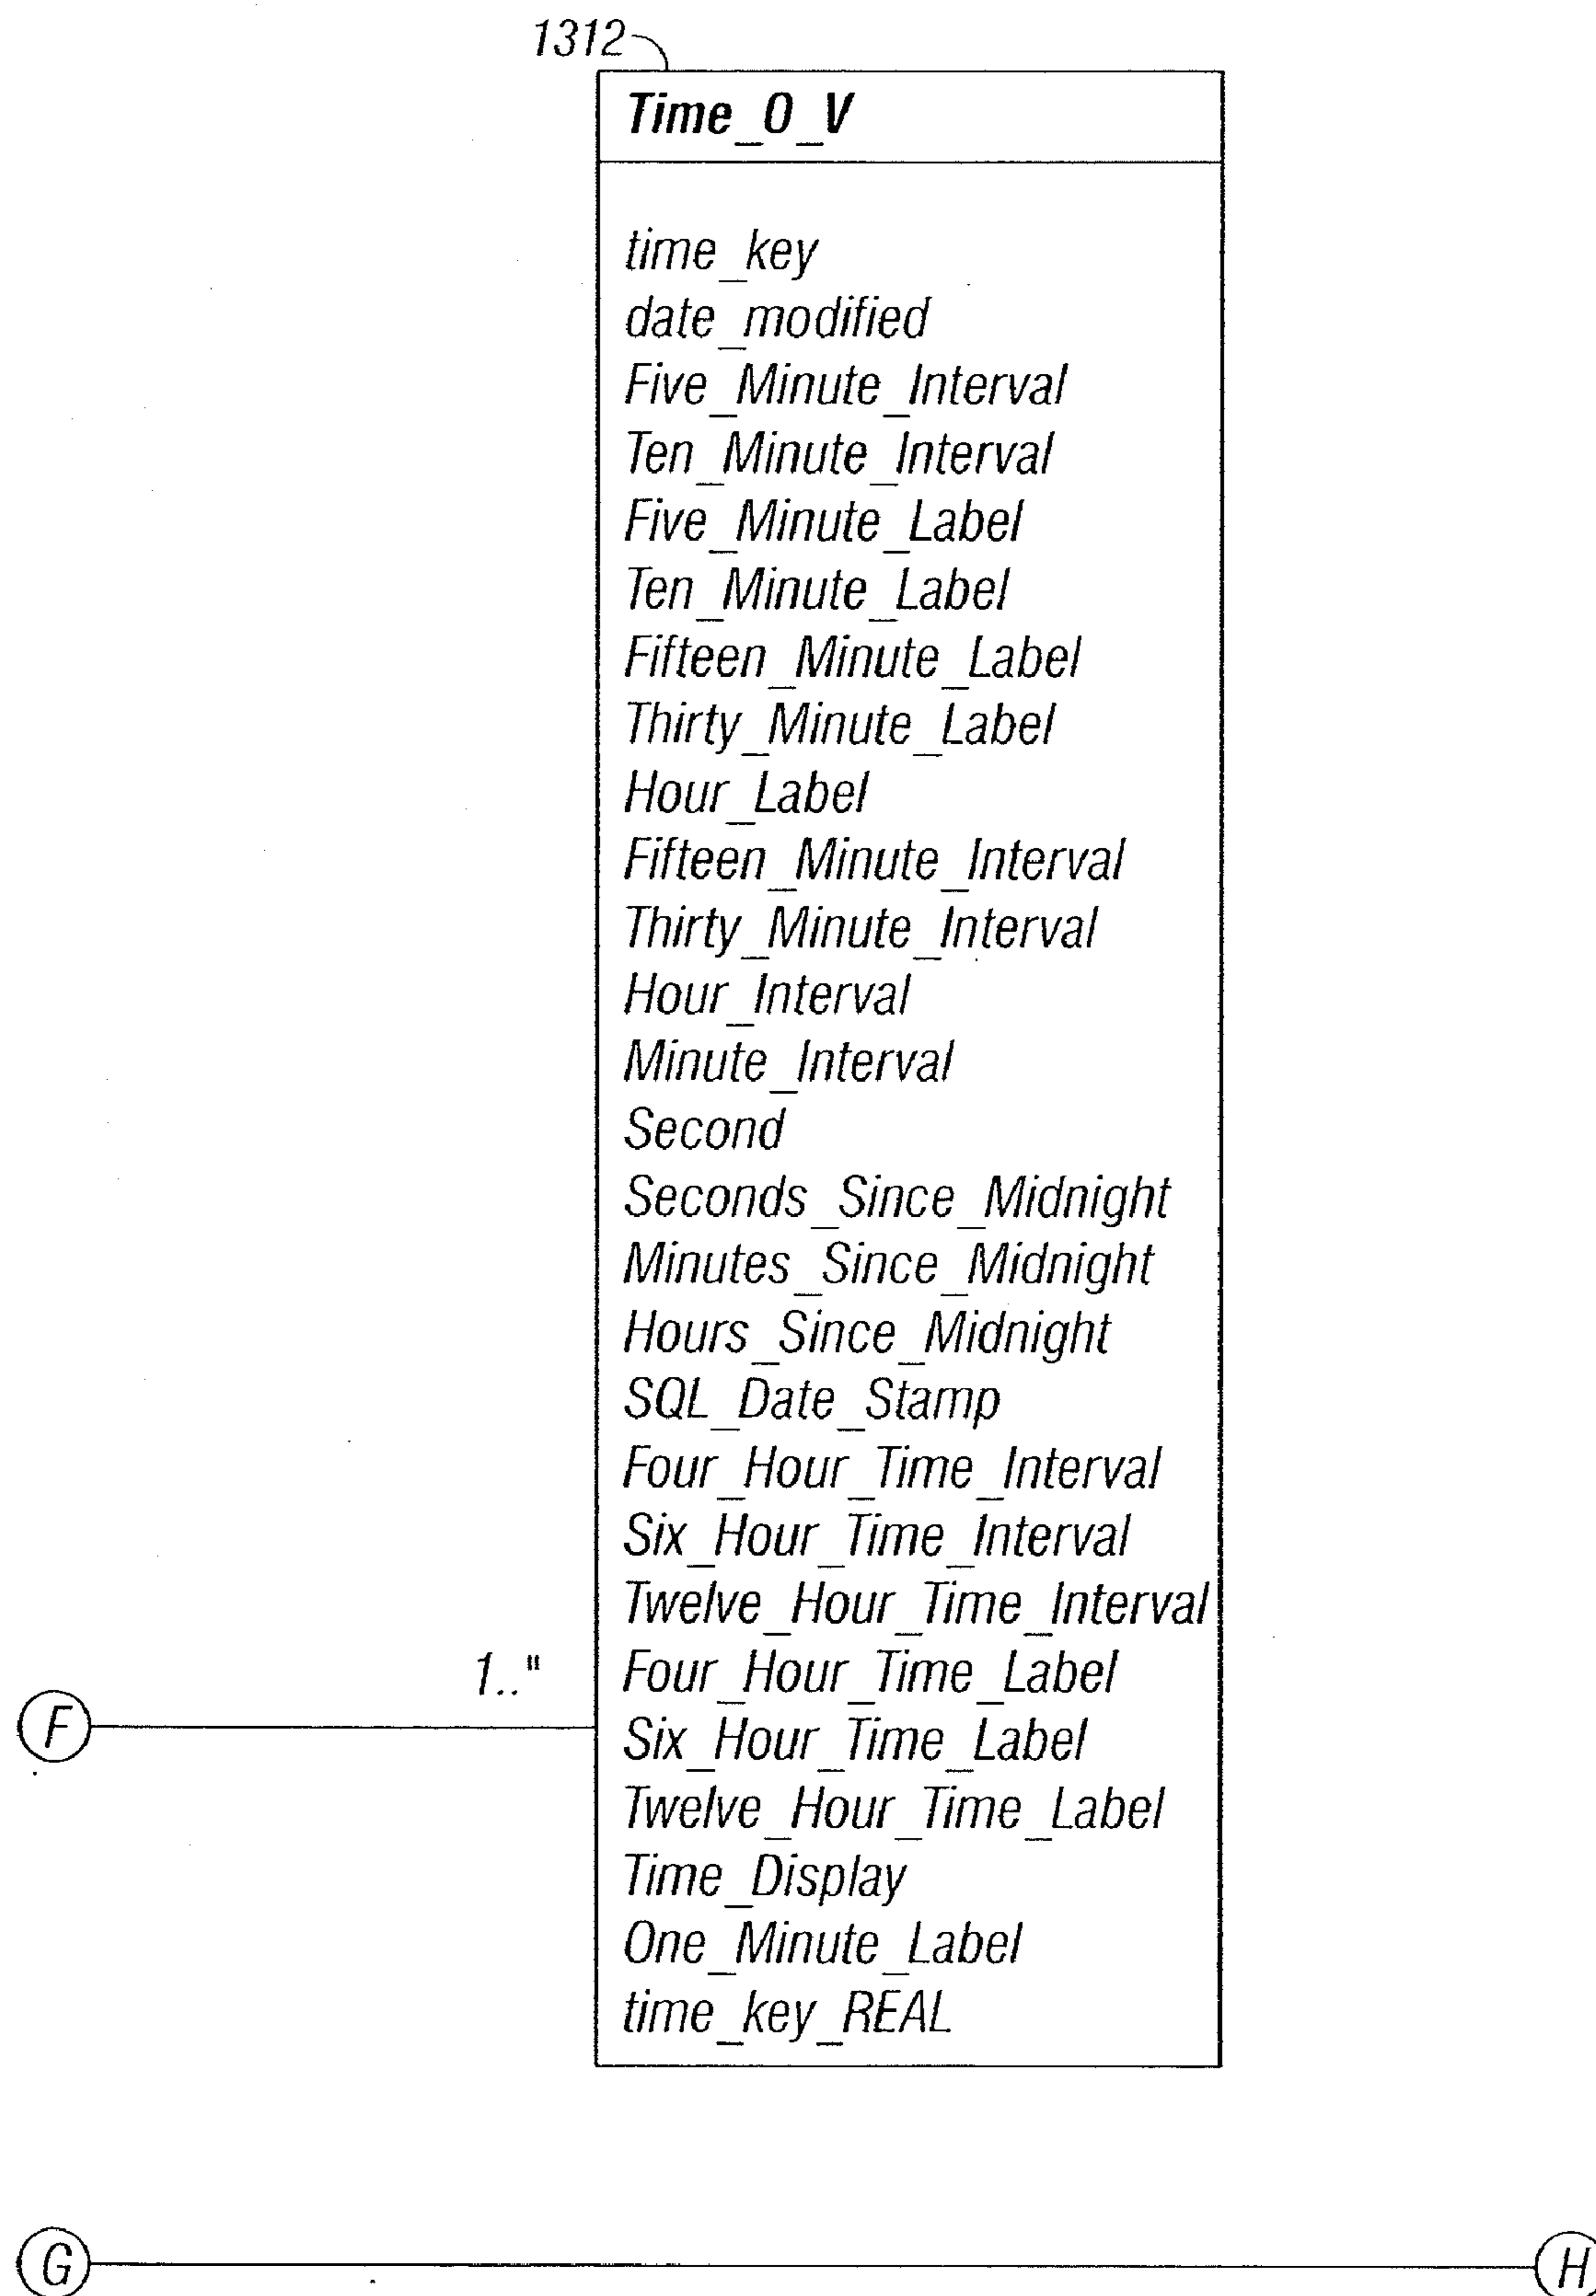 1312
Time_O_V
time_key
date_modified
Five_Minute_Interval
Ten_Minute_Interval
Five_Minute_Label
Ten_Minute_Label
Fifteen_Minute_Label
Thirty_Minute_Label
Hour_Label
Fifteen_Minute_Interval
Thirty_Minute_Interval
Hour_Interval
Minute_Interval
Second
Seconds_Since_Midnight
Minutes_Since_Midnight
Hours_Since_Midnight
SQL_Date_Stamp
Four_Hour_Time_Interval
Six_Hour_Time_Interval
Twelve_Hour_Time_Interval
1.." Four_Hour_Time_Label
F Six_Hour_Time_Label
Twelve_Hour_Time_Label
Time_Display
One_Minute_Label
time_key_REAL
G H